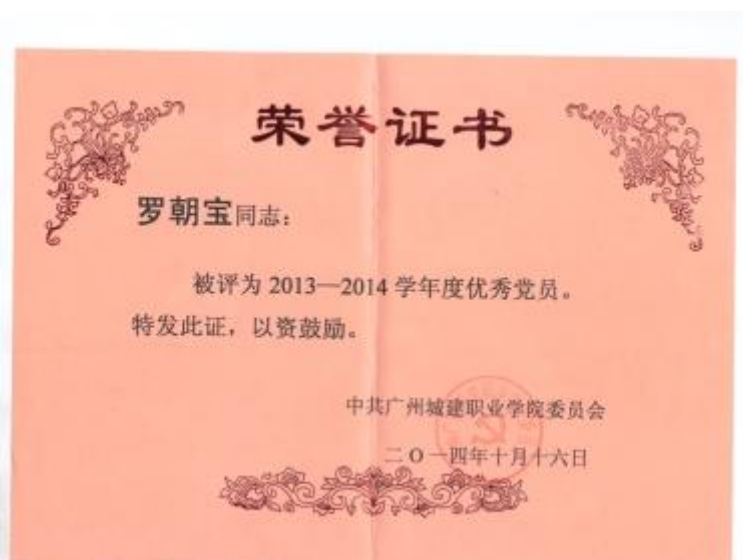 荣誉证书
罗朝宝同志：
被评为 2013—2014 学年度优秀党员。
特发此证，以资鼓励。
中共广州城建职业学院委员会
二O一四年十月十六日